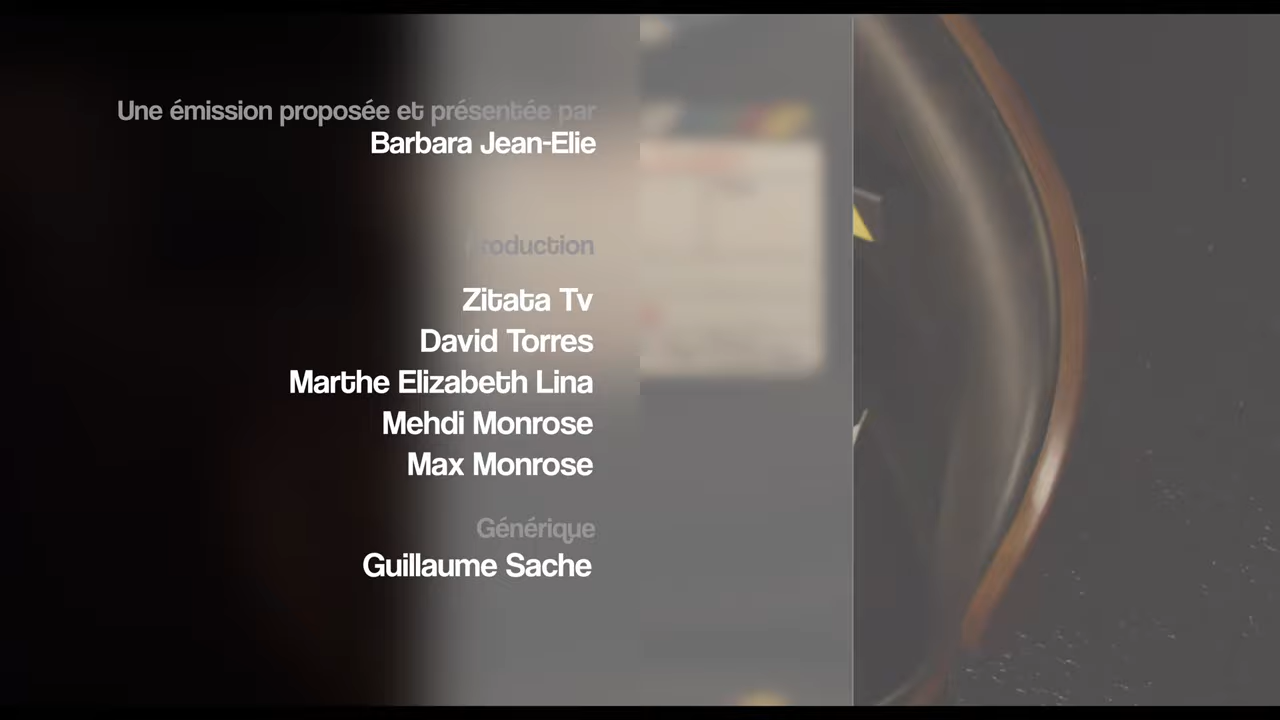 Une émission proposée et présentée par
Barbara Jean-Elie
Production
Zitata Tv
David Torres
Marthe Elizabeth Lina
Mehdi Monrose
Max Monrose
Générique
Guillaume Sache